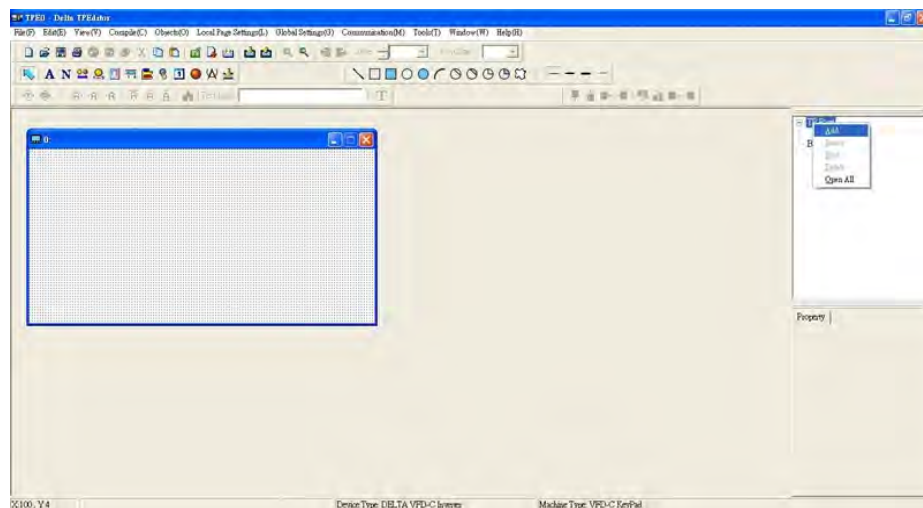 TPE0 - Delta TPEditor
File(F) Edit(E) View(V) Compile(C) Objects(O) Local Page Settings(L) Global Settings(G) Communication(M) Tools(T) Window(W) Help(H)
A N
0
Add
Open All
Property
X100, Y4 Device Type: DELTA VFD-C Inverter Machine Type: VFD-C KeyPad